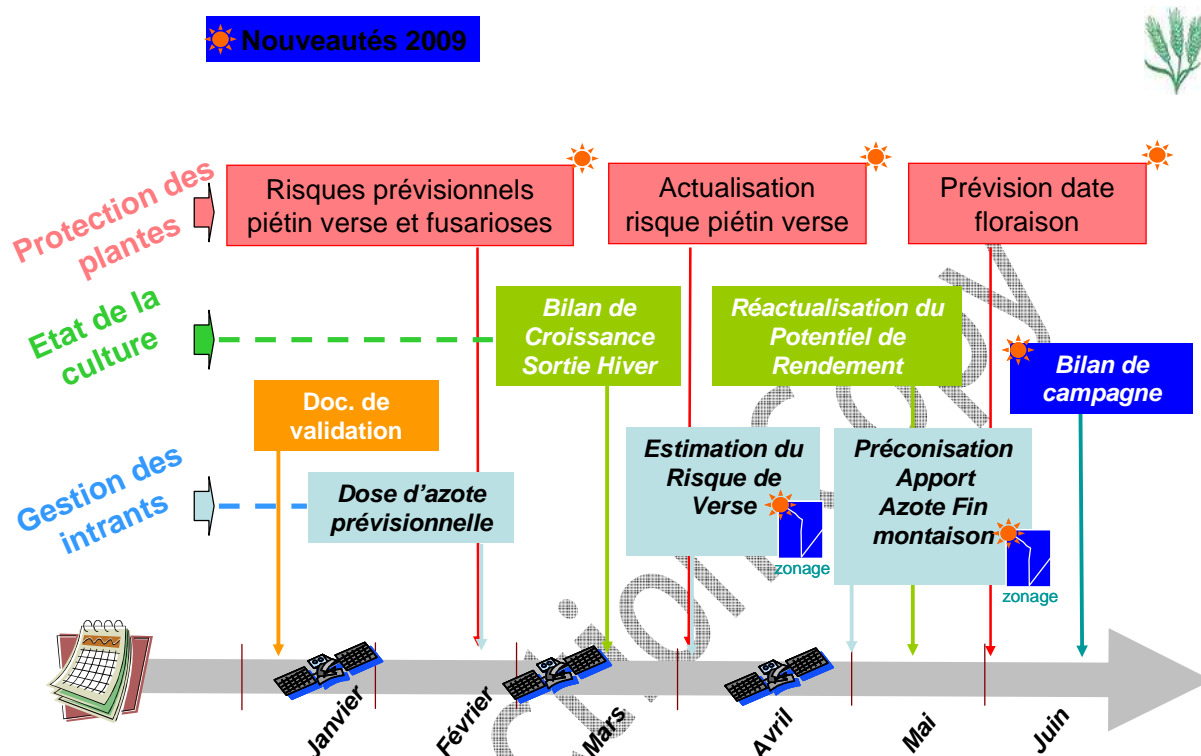 Nouveautés 2009
Protection des
plantes
Risques prévisionnels
piétin verse et fusarioses
Actualisation
risque piétin verse
Prévision date
floraison
Etat de la
culture
Bilan de
Croissance
Sortie Hiver
Réactualisation du
Potentiel de
Rendement
Bilan de
campagne
Doc. de
validation
Gestion des
intrants
Dose d'azote
prévisionnelle
Estimation du
Risque de
Verse
zonage
Préconisation
Apport
Azote Fin
montaison
zonage
Janvier
Février
Mars
Avril
Mai
Juin